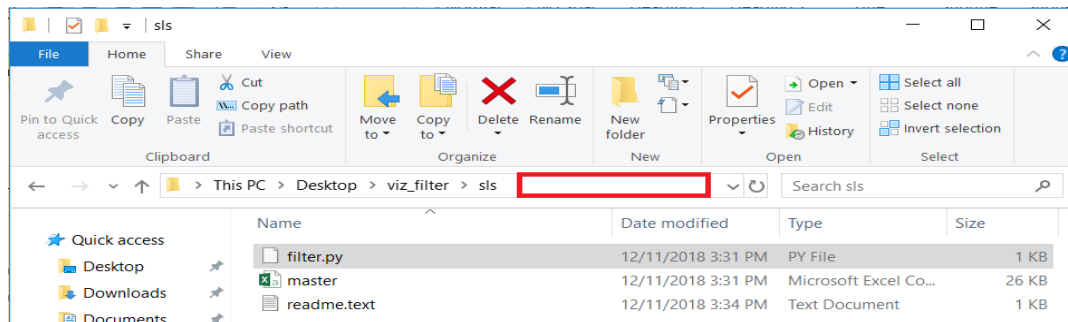 sls
File Home Share View
Pin to Quick access
Copy
Paste
Cut
Copy path
Paste shortcut
Move to
Copy to
Delete
Rename
New folder
Properties
Open
Edit
History
Select all
Select none
Invert selection
Clipboard Organize New Open Select
This PC > Desktop > viz_filter > sls
Search sls
Name Date modified Type Size
Quick access
Desktop
Downloads
Documents
filter.py 12/11/2018 3:31 PM PY File 1 KB
master 12/11/2018 3:31 PM Microsoft Excel Co... 26 KB
readme.text 12/11/2018 3:34 PM Text Document 1 KB